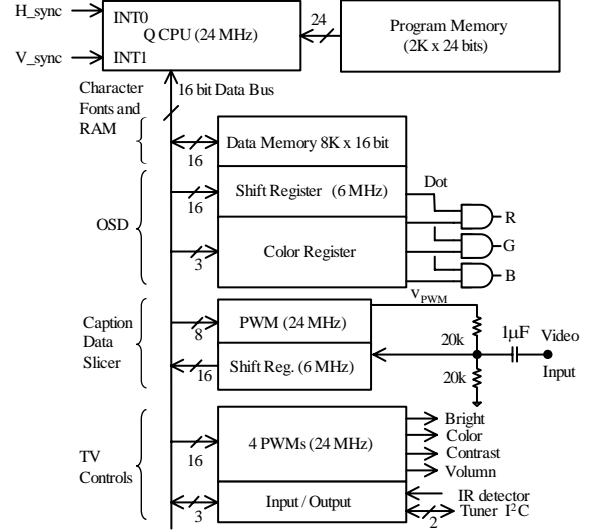 H_sync
INT0
Q CPU (24 MHz)
24
Program Memory
(2K x 24 bits)
V_sync
INT1
Character
Fonts and
RAM
16 bit Data Bus
Data Memory 8K x 16 bit
16
OSD
Shift Register (6 MHz)
16
Dot
R
Color Register
3
G
B
Caption
Data
Slicer
PWM (24 MHz)
8
VPWM
20k
1μF
Video
Input
Shift Reg. (6 MHz)
16
20k
TV
Controls
4 PWMs (24 MHz)
16
Bright
Color
Contrast
Volumn
Input / Output
3
IR detector
Tuner I²C
2